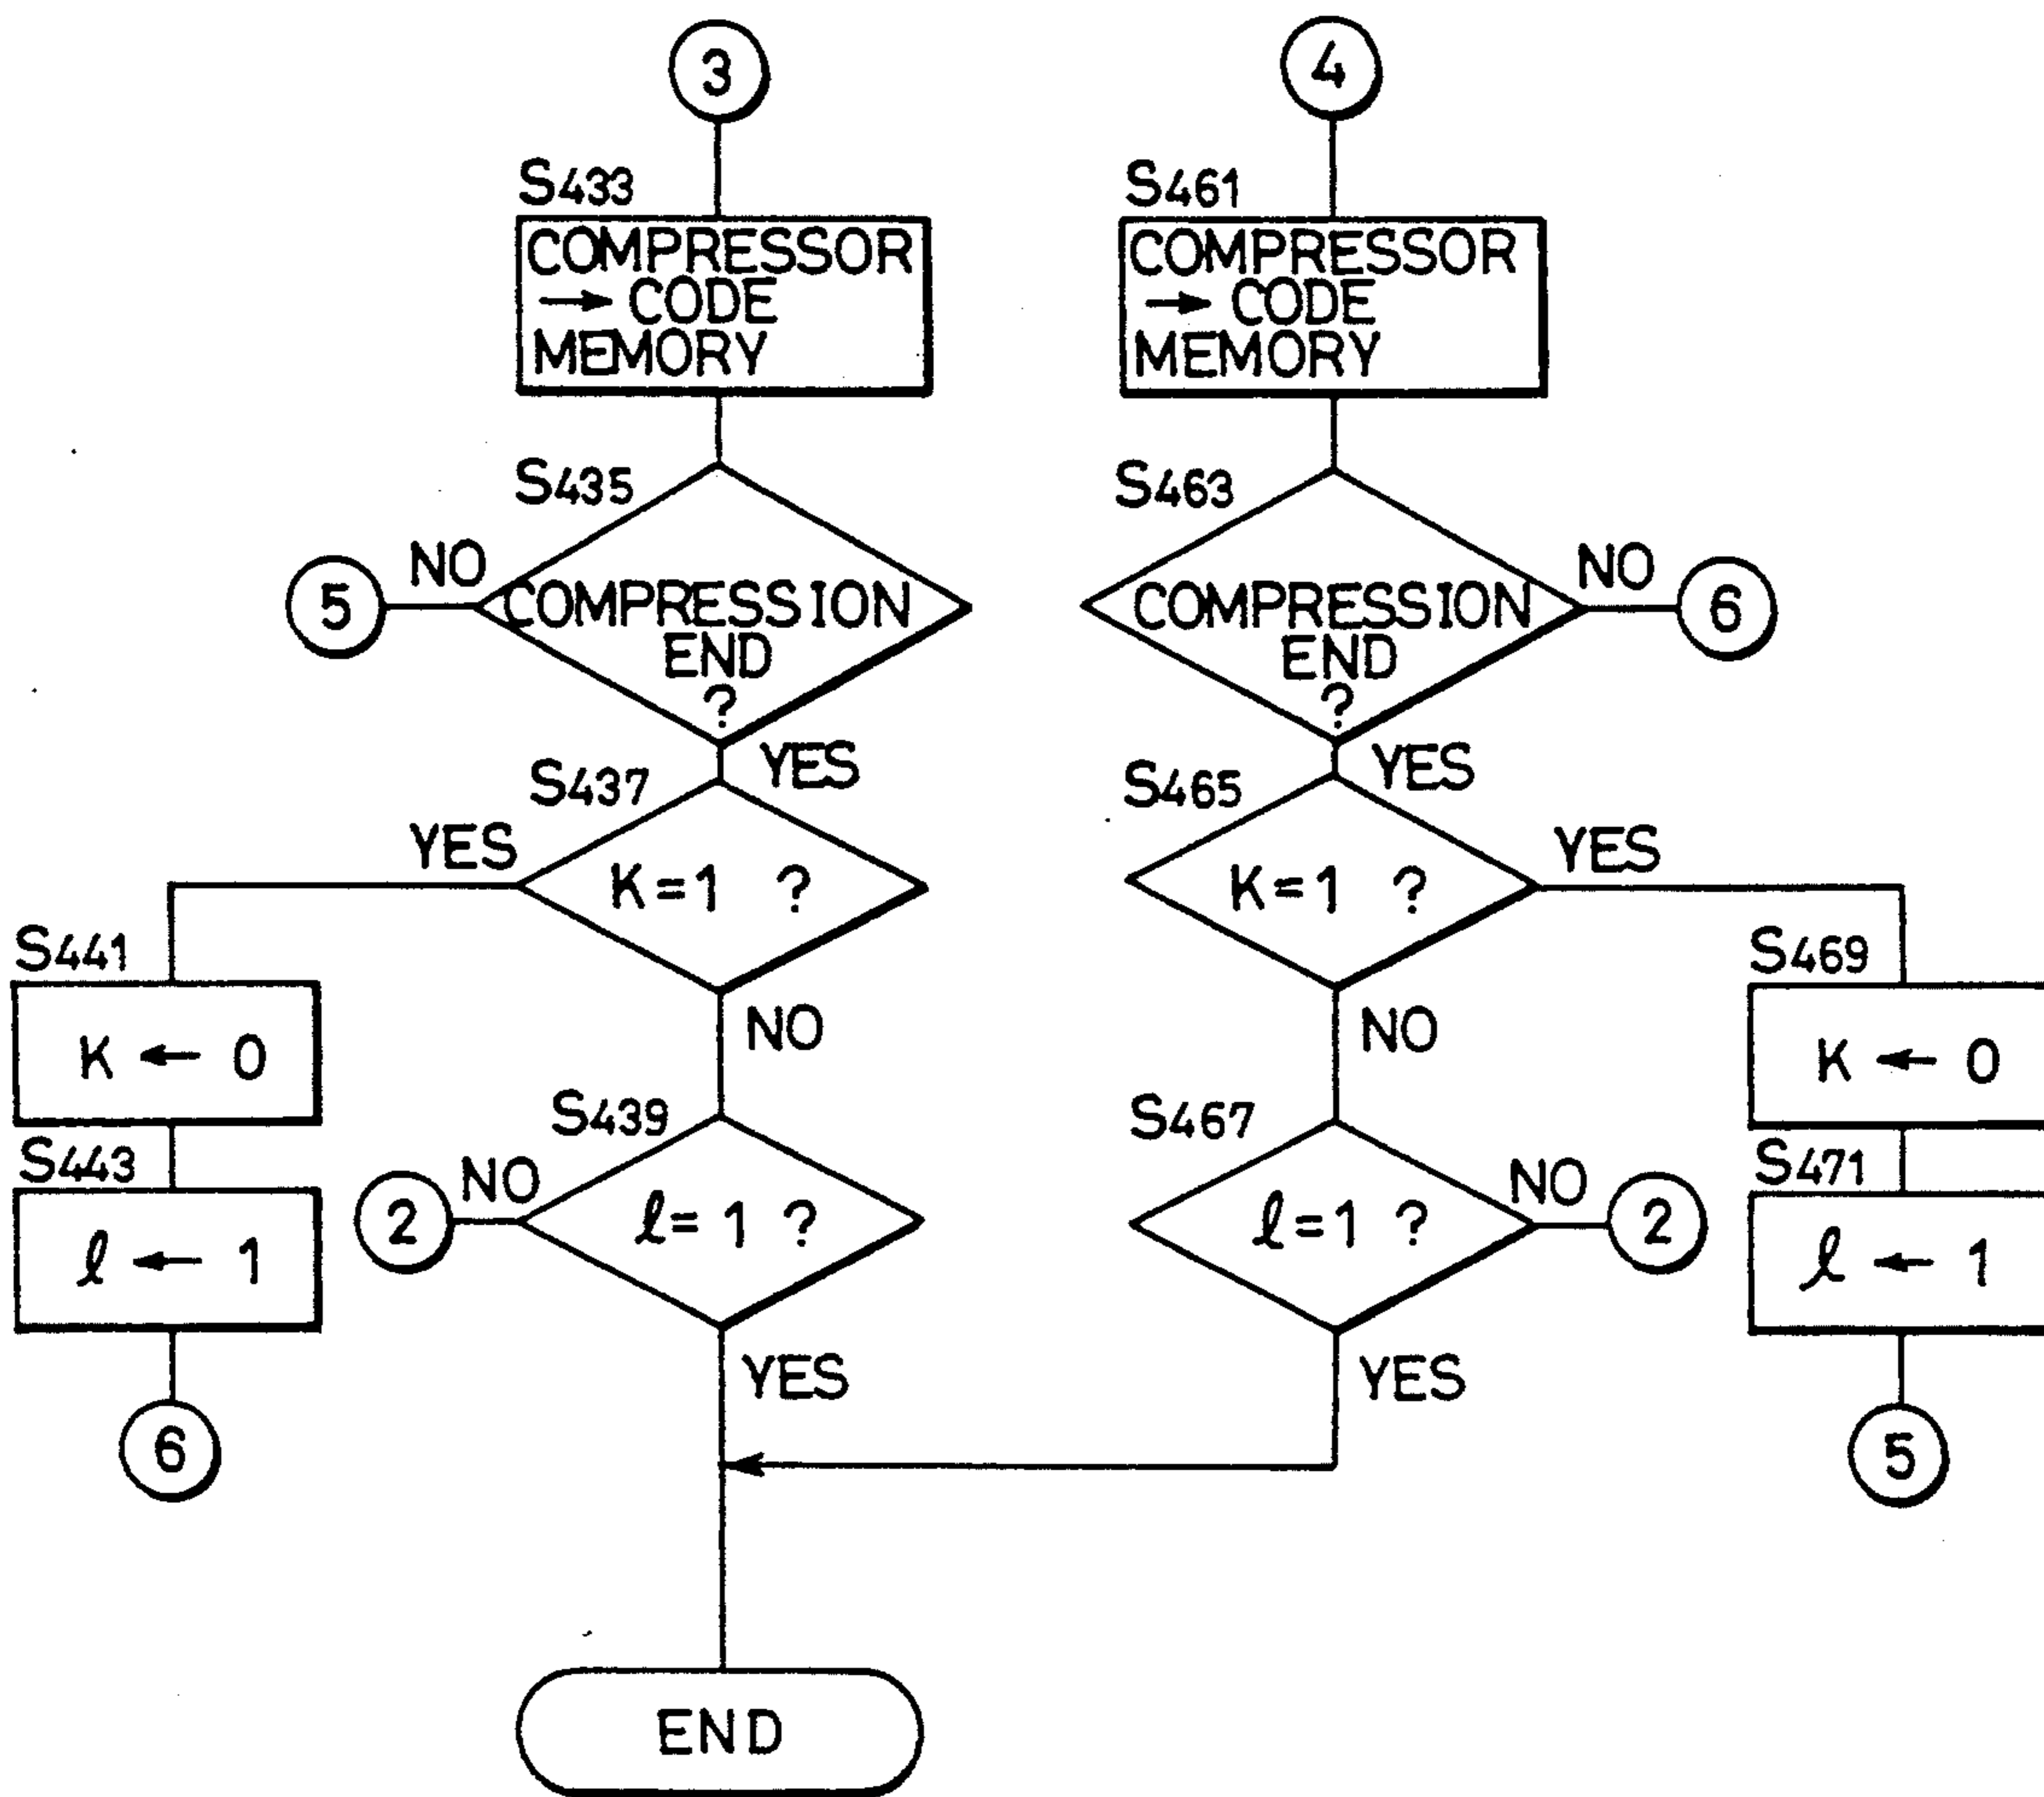 3
S433
COMPRESSOR
→ CODE
MEMORY
S435
COMPRESSION
END
?
NO
5
YES
S437
K=1 ?
YES
S441
K ← 0
S443
ℓ ← 1
6
NO
S439
ℓ=1 ?
NO
2
YES
4
S461
COMPRESSOR
→ CODE
MEMORY
S463
COMPRESSION
END
?
NO
6
YES
S465
K=1 ?
YES
S469
K ← 0
S471
ℓ ← 1
5
NO
S467
ℓ=1 ?
NO
2
YES
END